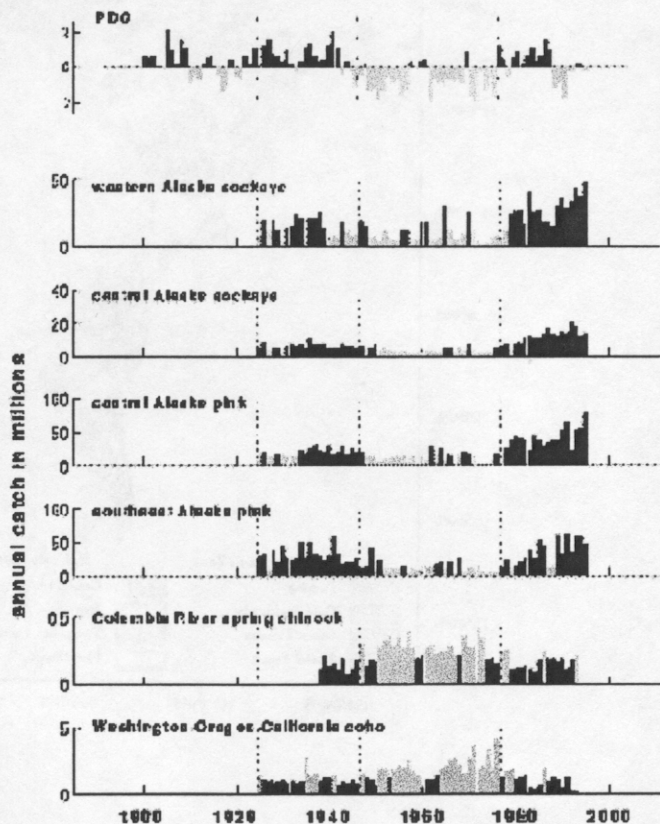 PDO
2
0
2
western Alaska sockeye
50
0
central Alaska sockeye
40
20
0
central Alaska pink
100
50
0
southeast Alaska pink
100
50
0
Columbia River spring chinook
05
0
Washington-Oregon-California coho
5
0
annual catch in millions
1900 1920 1940 1960 1980 2000